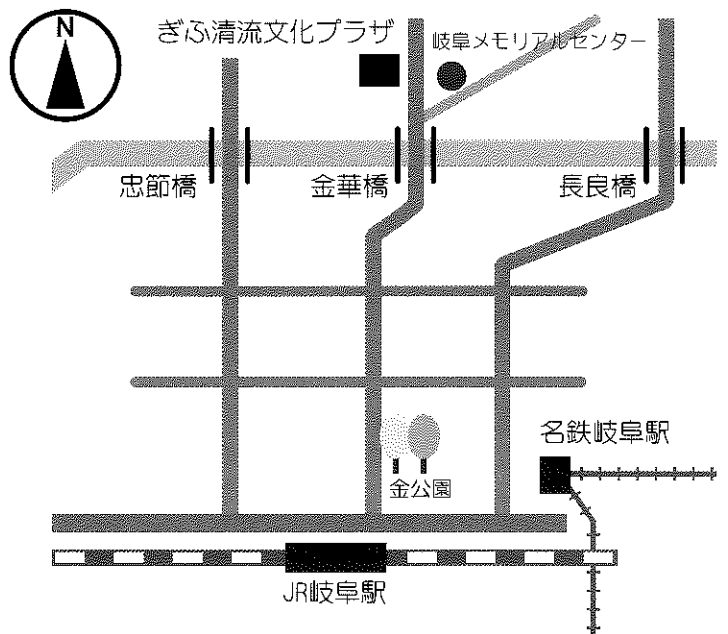 N
ぎふ清流文化プラザ
岐阜メモリアルセンター
忠節橋
金華橋
長良橋
名鉄岐阜駅
金公園
JR岐阜駅